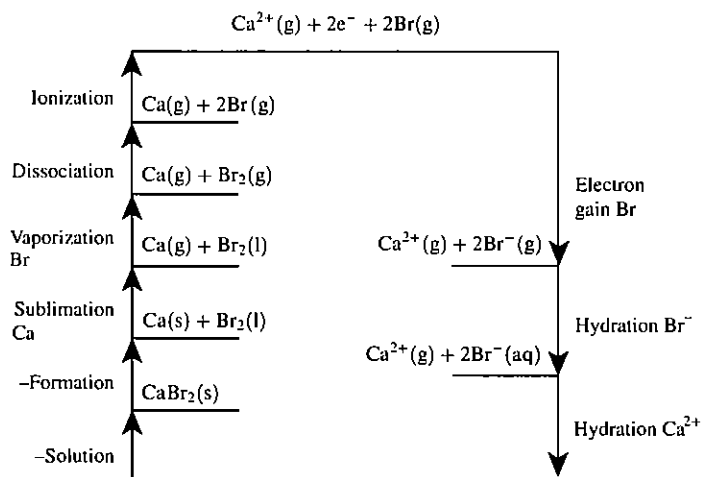 Ca²⁺(g) + 2e⁻ + 2Br(g)
Ionization
Ca(g) + 2Br(g)
Dissociation
Ca(g) + Br₂(g)
Vaporization
Br
Ca(g) + Br₂(l)
Sublimation
Ca
Ca(s) + Br₂(l)
–Formation
CaBr₂(s)
–Solution
Electron
gain Br
Ca²⁺(g) + 2Br⁻(g)
Hydration Br⁻
Ca²⁺(g) + 2Br⁻(aq)
Hydration Ca²⁺